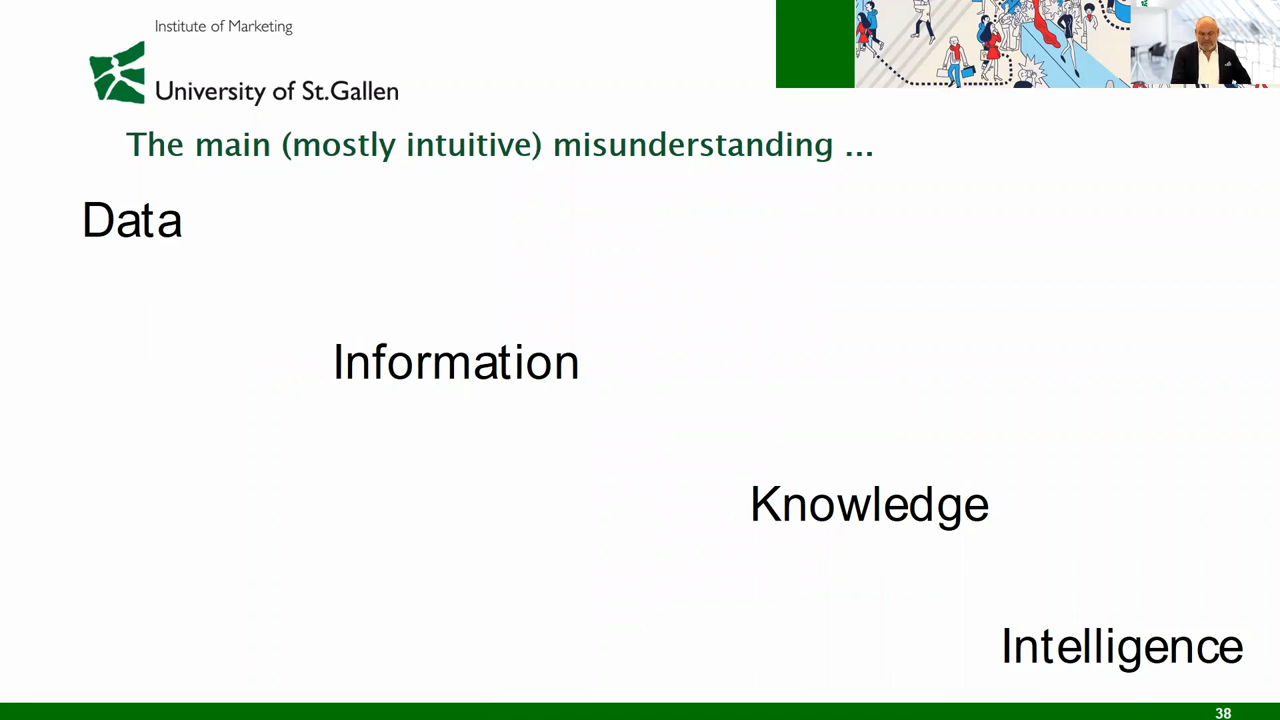 Institute of Marketing
University of St.Gallen
The main (mostly intuitive) misunderstanding ...
Data
Information
Knowledge
Intelligence
38